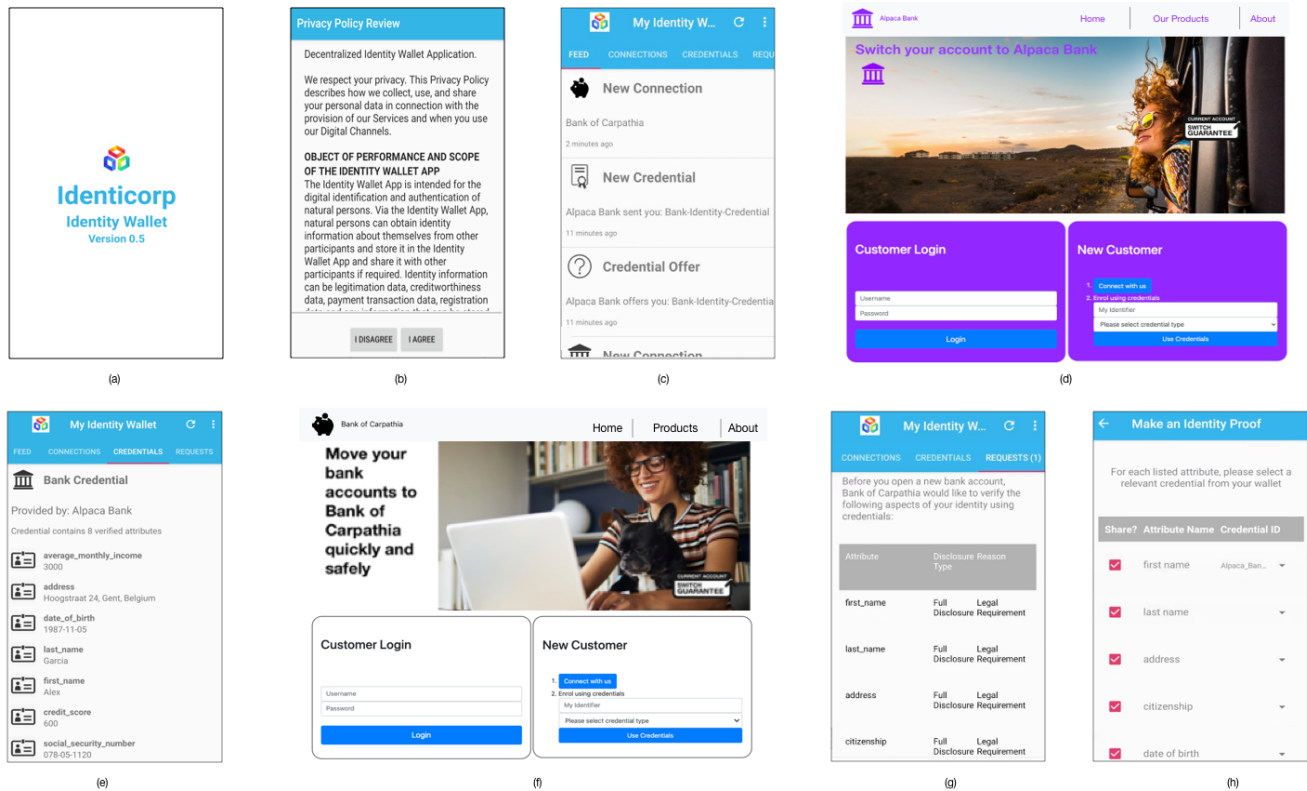 Identicorp
Identity Wallet
Version 0.5
(a)
Privacy Policy Review
Decentralized Identity Wallet Application.
We respect your privacy. This Privacy Policy
describes how we collect, use, and share
your personal data in connection with the
provision of our Services and when you use
our Digital Channels.
OBJECT OF PERFORMANCE AND SCOPE
OF THE IDENTITY WALLET APP
The Identity Wallet App is intended for the
digital identification and authentication of
natural persons. Via the Identity Wallet App,
natural persons can obtain identity
information about themselves from other
participants and store it in the Identity
Wallet App and share it with other
participants if required. Identity information
can be legitimation data, creditworthiness
data, payment transaction data, registration
I DISAGREE
I AGREE
(b)
My Identity W...
FEED CONNECTIONS CREDENTIALS REQU
New Connection
Bank of Carpathia
2 minutes ago
New Credential
Alpaca Bank sent you: Bank-Identity-Credential
11 minutes ago
Credential Offer
Alpaca Bank offers you: Bank-Identity-Credentia
11 minutes ago
New Connection
(c)
Alpaca Bank
Home
Our Products
About
Switch your account to Alpaca Bank
CURRENT ACCOUNT
SWITCH
GUARANTEE
Customer Login
Username
Password
Login
New Customer
1. Connect with us
2. Enrol using credentials
My Identifier
Please select credential type
Use Credentials
(d)
My Identity Wallet
FEED CONNECTIONS CREDENTIALS REQUESTS
Bank Credential
Provided by: Alpaca Bank
Credential contains 8 verified attributes
average_monthly_income
3000
address
Hoogstraat 24, Gent, Belgium
date_of_birth
1987-11-05
last_name
Garcia
first_name
Alex
credit_score
600
social_security_number
078-05-1120
(e)
Bank of Carpathia
Home
Products
About
Move your
bank
accounts to
Bank of
Carpathia
quickly and
safely
CURRENT ACCOUNT
SWITCH
GUARANTEE
Customer Login
Username
Password
Login
New Customer
1. Connect with us
2. Enrol using credentials
My Identifier
Please select credential type
Use Credentials
(f)
My Identity W...
CONNECTIONS CREDENTIALS REQUESTS (1)
Before you open a new bank account,
Bank of Carpathia would like to verify the
following aspects of your identity using
credentials:
Attribute Disclosure Reason
Type
first_name Full Legal
Disclosure Requirement
last_name Full Legal
Disclosure Requirement
address Full Legal
Disclosure Requirement
citizenship Full Legal
Disclosure Requirement
(g)
Make an Identity Proof
For each listed attribute, please select a
relevant credential from your wallet
Share? Attribute Name Credential ID
first name Alpaca_Ban...
last name
address
citizenship
date of birth
(h)